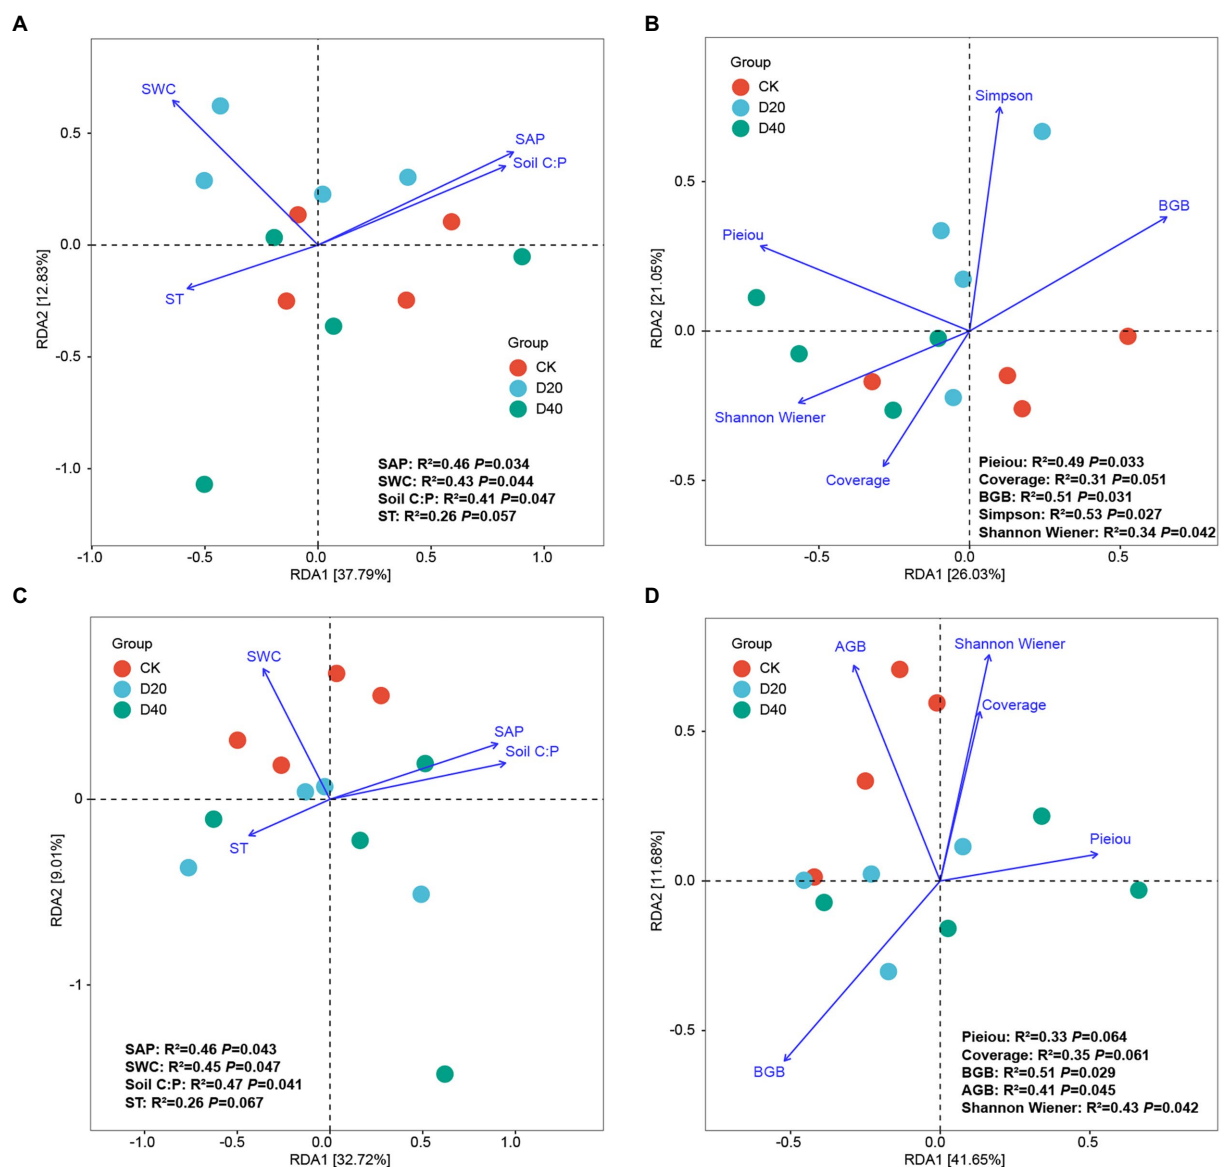 A
SWC
SAP
Soil C:P
ST
0.5
0.0
-0.5
-1.0
RDA2 [12.83%]
Group
CK
D20
D40
SAP: R²=0.46 P=0.034
SWC: R²=0.43 P=0.044
Soil C:P: R²=0.41 P=0.047
ST: R²=0.26 P=0.057
-1.0 -0.5 0.0 0.5 1.0
RDA1 [37.79%]
B
Group
CK
D20
D40
Simpson
BGB
Pieiou
Shannon Wiener
Coverage
0.5
0.0
-0.5
RDA2 [21.05%]
Pieiou: R²=0.49 P=0.033
Coverage: R²=0.31 P=0.051
BGB: R²=0.51 P=0.031
Simpson: R²=0.53 P=0.027
Shannon Wiener: R²=0.34 P=0.042
-0.5 0.0 0.5
RDA1 [26.03%]
C
Group
CK
D20
D40
SWC
SAP
Soil C:P
ST
0
-1
RDA2 [9.01%]
SAP: R²=0.46 P=0.043
SWC: R²=0.45 P=0.047
Soil C:P: R²=0.47 P=0.041
ST: R²=0.26 P=0.067
-1.0 -0.5 0.0 0.5 1.0
RDA1 [32.72%]
D
Group
CK
D20
D40
AGB
Shannon Wiener
Coverage
Pieiou
BGB
0.5
0.0
-0.5
RDA2 [11.68%]
Pieiou: R²=0.33 P=0.064
Coverage: R²=0.35 P=0.061
BGB: R²=0.51 P=0.029
AGB: R²=0.41 P=0.045
Shannon Wiener: R²=0.43 P=0.042
-0.5 0.0 0.5
RDA1 [41.65%]